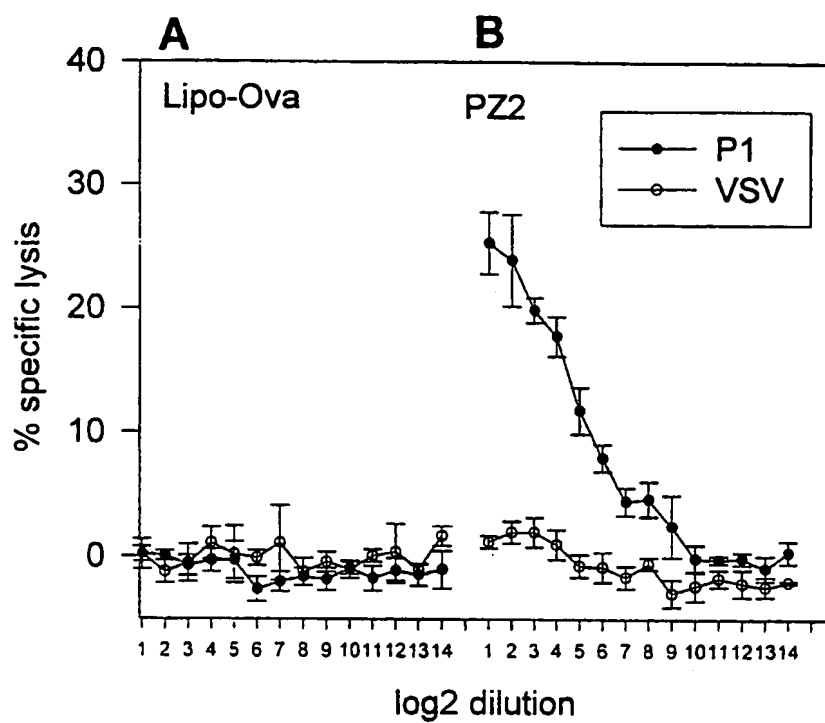 A B
40
Lipo-Ova PZ2
P1
VSV
30
20
10
0
% specific lysis
1 2 3 4 5 6 7 8 9 10 11 12 13 14 1 2 3 4 5 6 7 8 9 10 11 12 13 14
log2 dilution